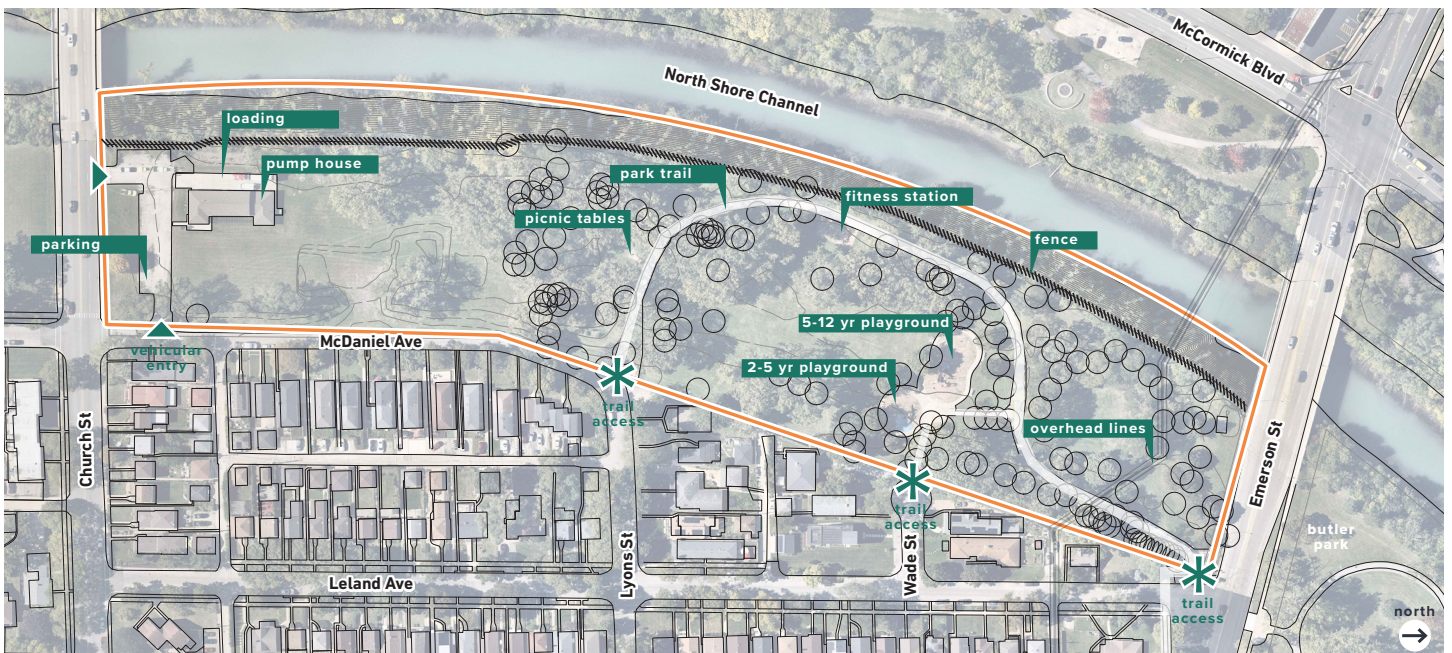 McCormick Blvd
North Shore Channel
loading
pump house
park trail
fitness station
picnic tables
parking
fence
vehicular
entry
McDaniel Ave
5-12 yr playground
2-5 yr playground
trail
access
overhead lines
Church St
Emerson St
trail
access
butler
park
Lyons St
Wade St
Leland Ave
trail
access
north